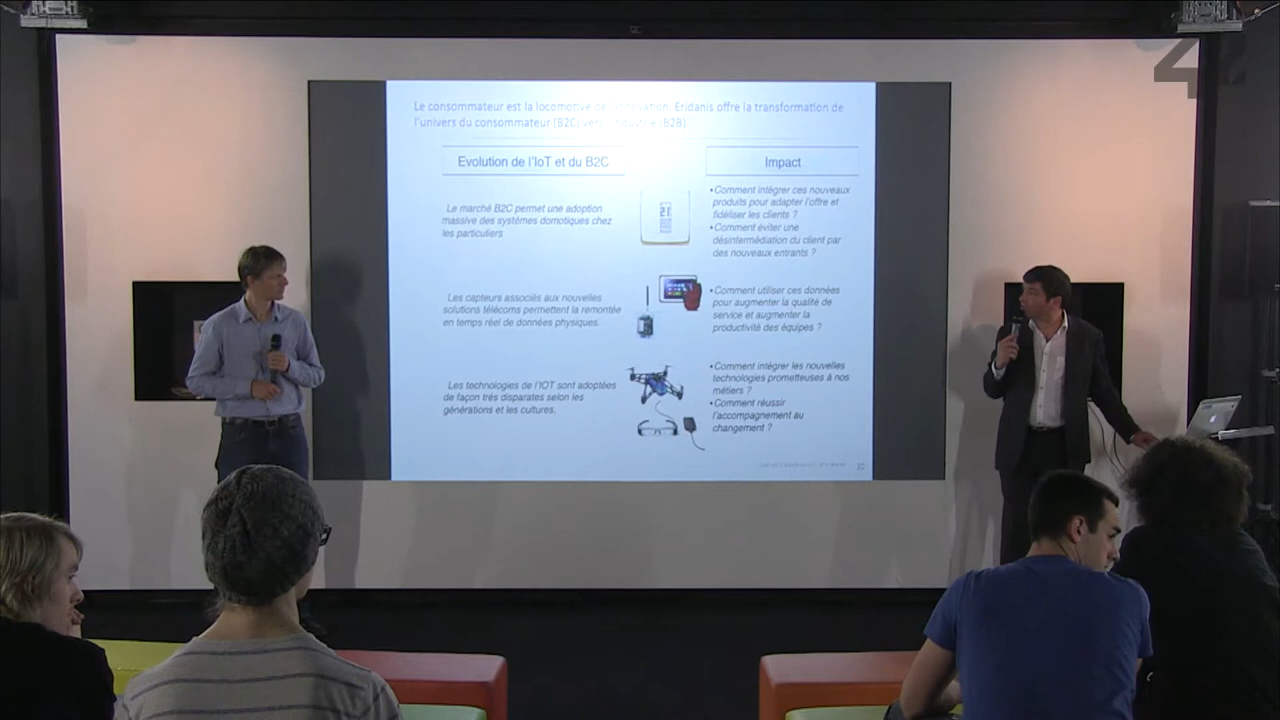 42
Le consommateur est la locomotive de l'innovation. Eridanis offre la transformation de
l'univers du consommateur (B2C) vers l'industrie (B2B)
Evolution de l'IoT et du B2C
Impact
Le marché B2C permet une adoption
massive des systèmes domotiques chez
les particuliers
•Comment intégrer ces nouveaux
produits pour adapter l'offre et
fidéliser les clients ?
•Comment éviter une
désintermédiation du client par
des nouveaux entrants ?
Les capteurs associés aux nouvelles
solutions télécoms permettent la remontée
en temps réel de données physiques.
•Comment utiliser ces données
pour augmenter la qualité de
service et augmenter la
productivité des équipes ?
Les technologies de l'IOT sont adoptées
de façon très disparates selon les
générations et les cultures.
•Comment intégrer les nouvelles
technologies prometteuses à nos
métiers ?
•Comment réussir
l'accompagnement au
changement ?